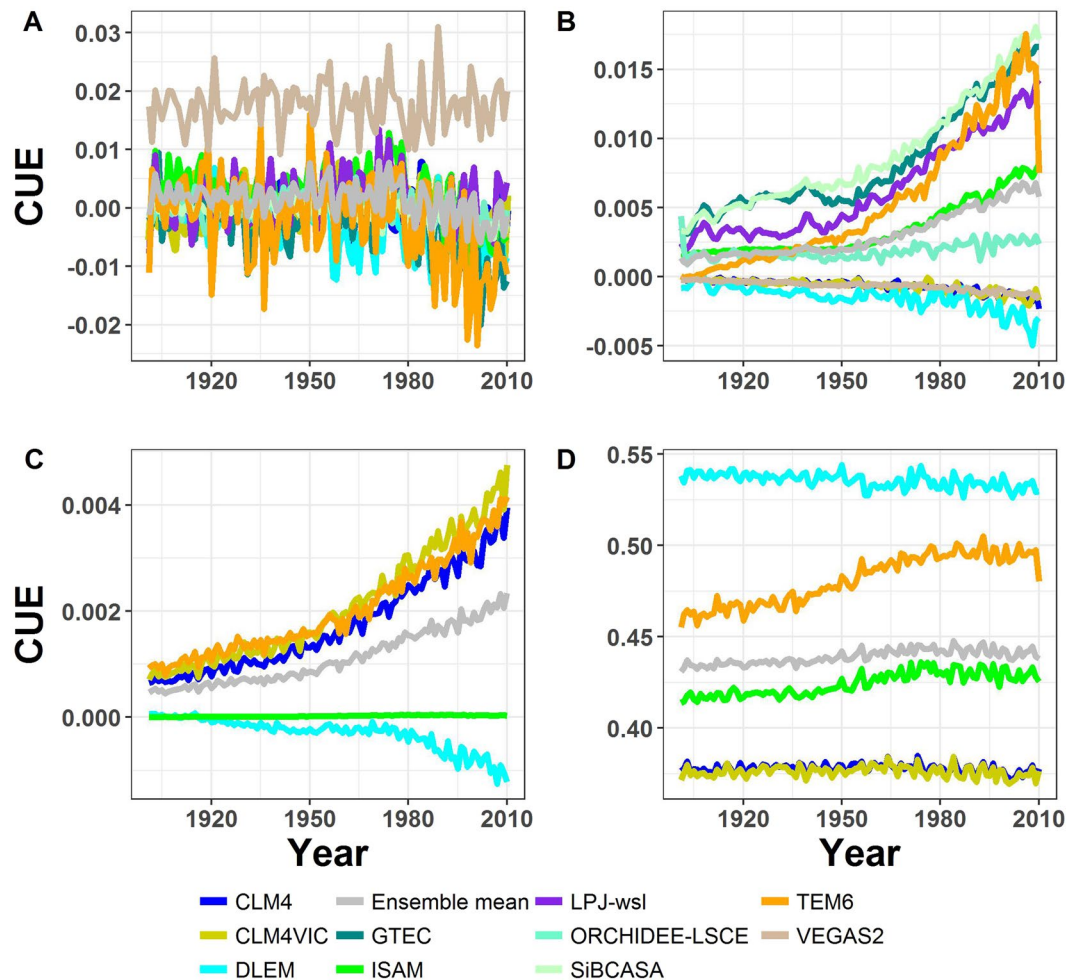 A
B
CUE
0.03
0.02
0.01
0.00
-0.01
-0.02
1920
1950
1980
2010
0.015
0.010
0.005
0.000
-0.005
1920
1950
1980
2010
C
D
CUE
0.004
0.002
0.000
1920
1950
1980
2010
0.55
0.50
0.45
0.40
1920
1950
1980
2010
Year
Year
CLM4
Ensemble mean
LPJ-wsl
TEM6
CLM4VIC
GTEC
ORCHIDEE-LSCE
VEGAS2
DLEM
ISAM
SiBCASA